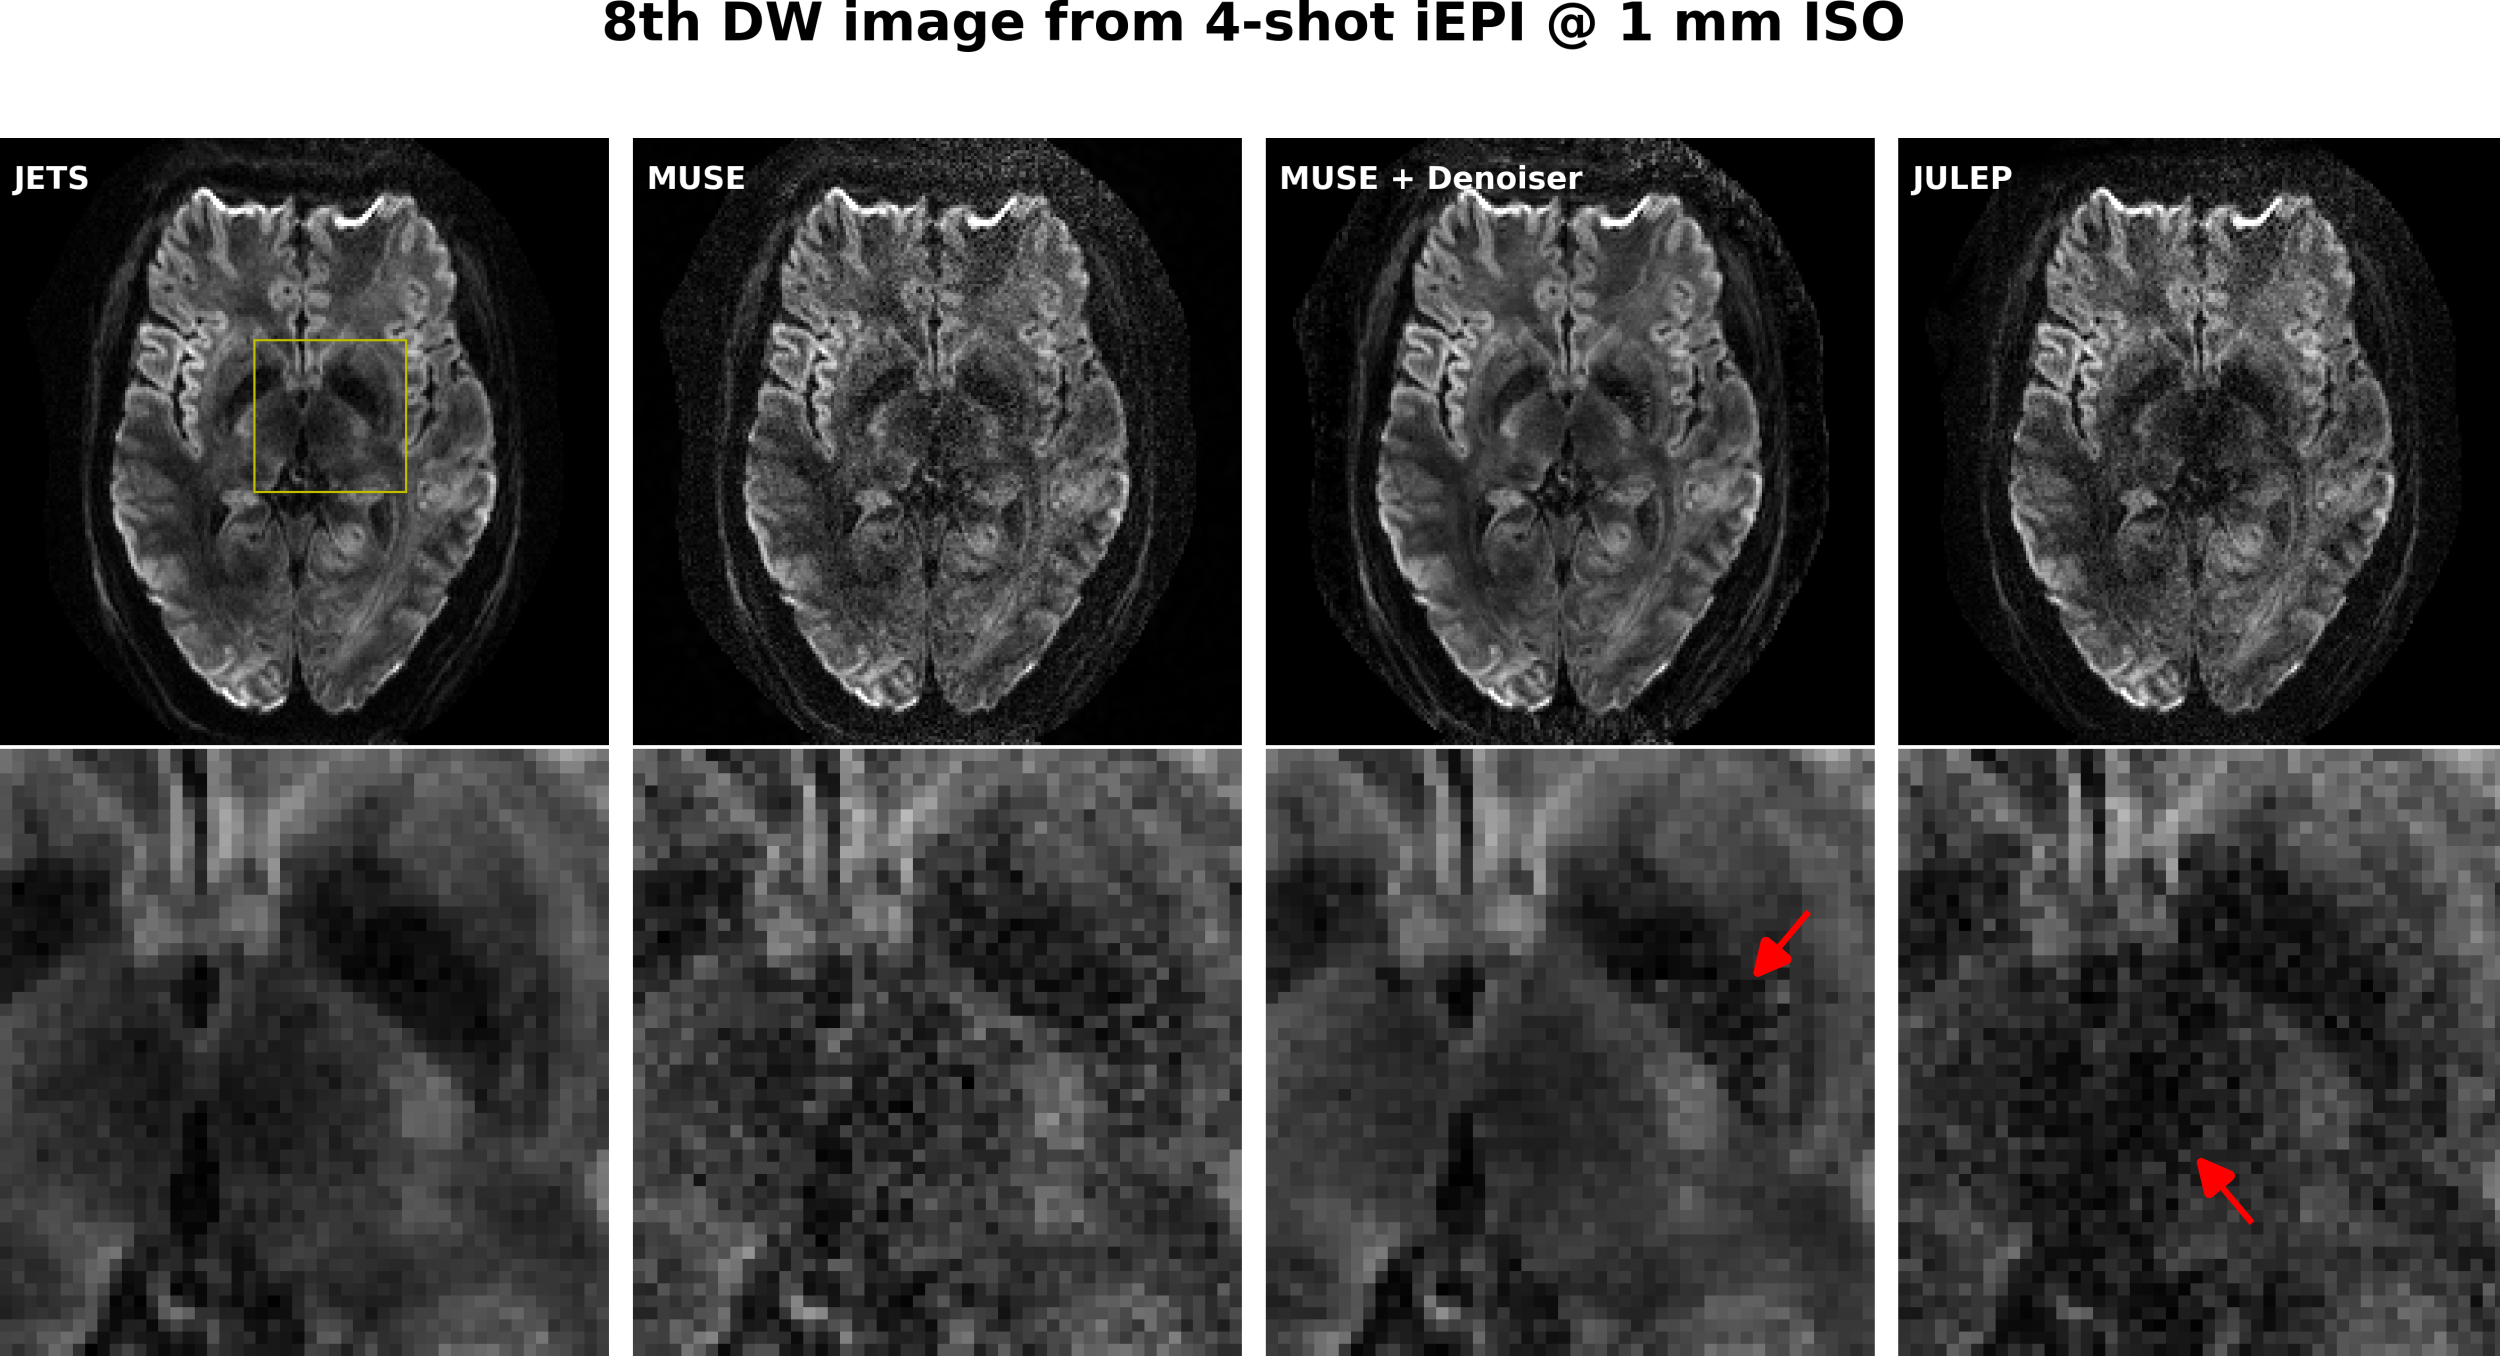 8th DW image from 4-shot iEPI @ 1 mm ISO
JETS
MUSE
MUSE + Denoiser
JULEP